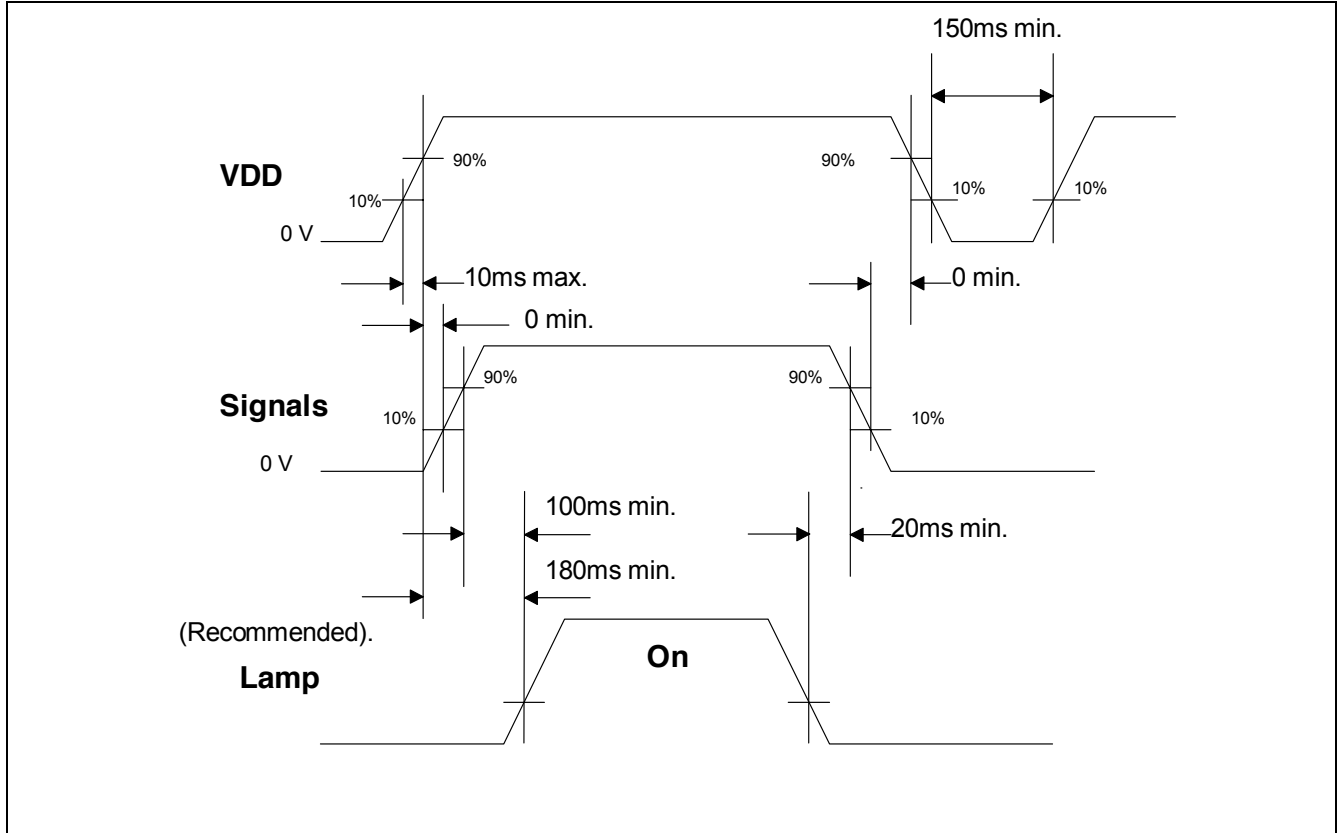 150ms min.
90%
90%
VDD
10%
10%
10%
0 V
10ms max.
0 min.
0 min.
90%
90%
Signals
10%
10%
0 V
100ms min.
20ms min.
180ms min.
(Recommended).
On
Lamp